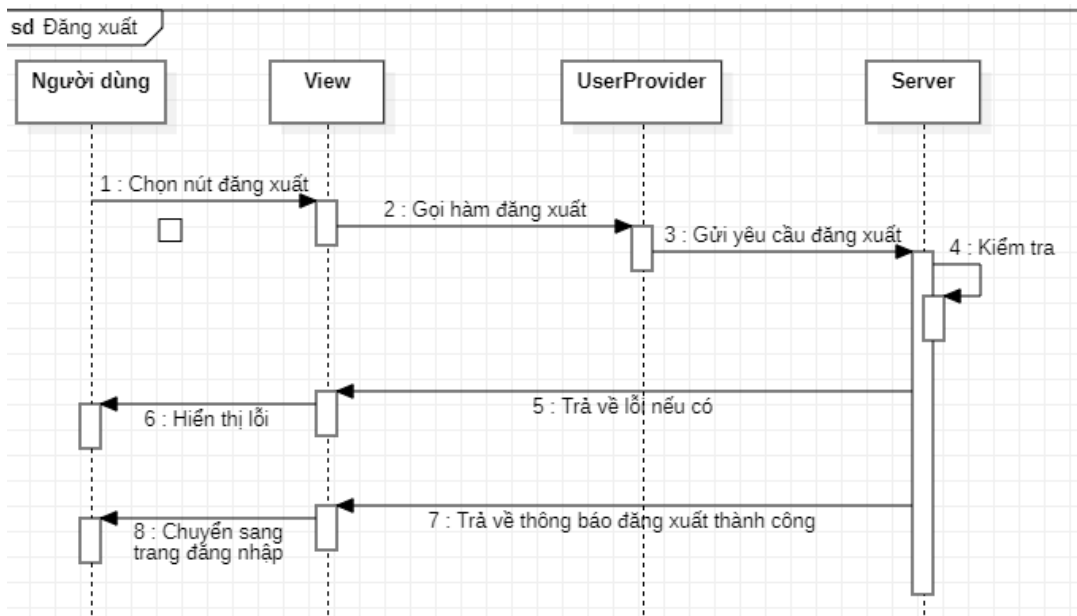 sd Đăng xuất
Người dùng
View
UserProvider
Server
1 : Chọn nút đăng xuất
2 : Gọi hàm đăng xuất
3 : Gửi yêu cầu đăng xuất
4 : Kiểm tra
5 : Trả về lỗi nếu có
6 : Hiển thị lỗi
7 : Trả về thông báo đăng xuất thành công
8 : Chuyển sang
trang đăng nhập